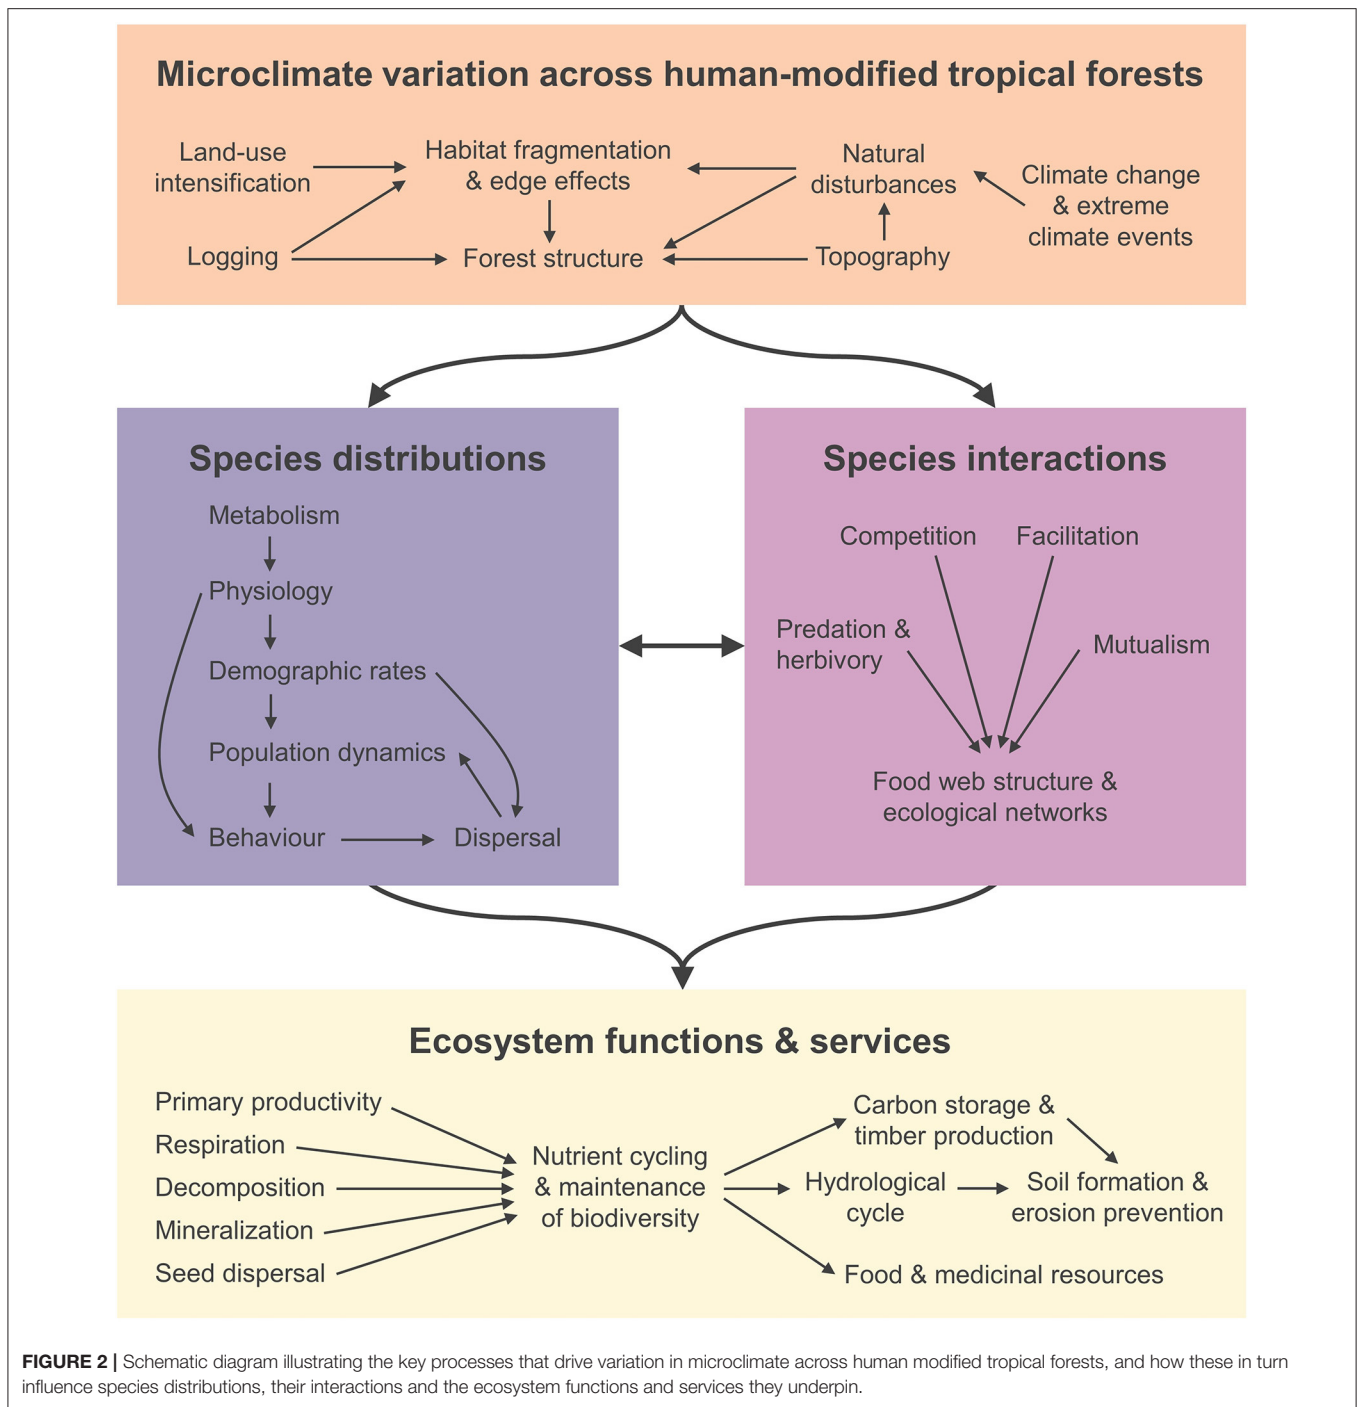 Microclimate variation across human-modified tropical forests
Land-use
intensification
Habitat fragmentation
& edge effects
Natural
disturbances
Climate change
& extreme
climate events
Logging
Forest structure
Topography
Species distributions
Metabolism
Physiology
Demographic rates
Population dynamics
Behaviour
Dispersal
Species interactions
Competition
Facilitation
Predation &
herbivory
Mutualism
Food web structure &
ecological networks
Ecosystem functions & services
Primary productivity
Respiration
Decomposition
Mineralization
Seed dispersal
Nutrient cycling
& maintenance
of biodiversity
Carbon storage &
timber production
Hydrological
cycle
Soil formation &
erosion prevention
Food & medicinal resources
FIGURE 2 | Schematic diagram illustrating the key processes that drive variation in microclimate across human modified tropical forests, and how these in turn
influence species distributions, their interactions and the ecosystem functions and services they underpin.